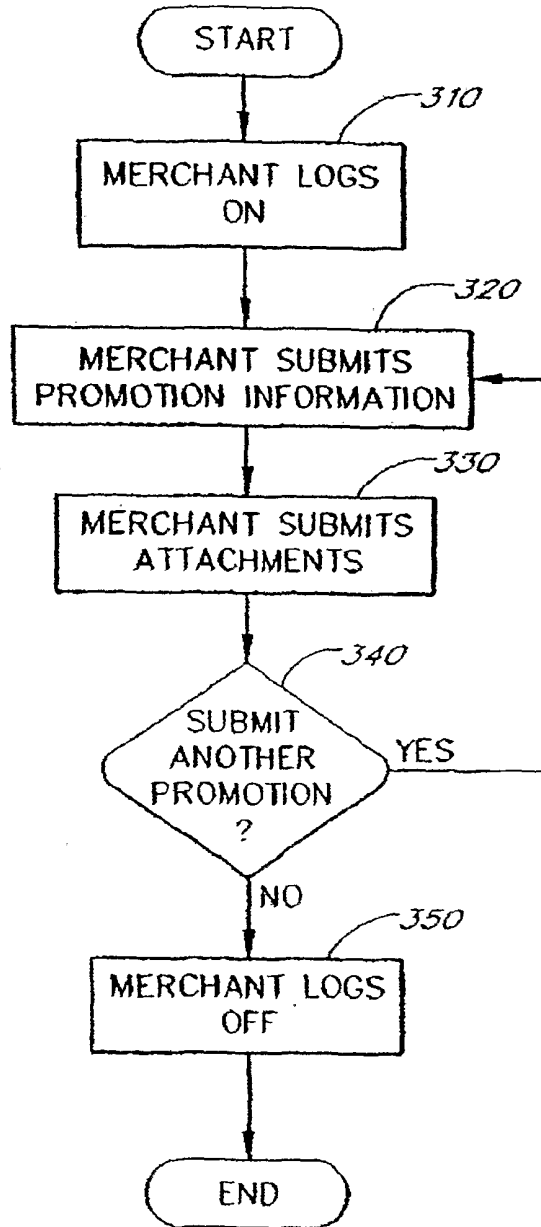 START
310
MERCHANT LOGS
ON
320
MERCHANT SUBMITS
PROMOTION INFORMATION
330
MERCHANT SUBMITS
ATTACHMENTS
340
SUBMIT
ANOTHER
PROMOTION
?
YES
NO
350
MERCHANT LOGS
OFF
END